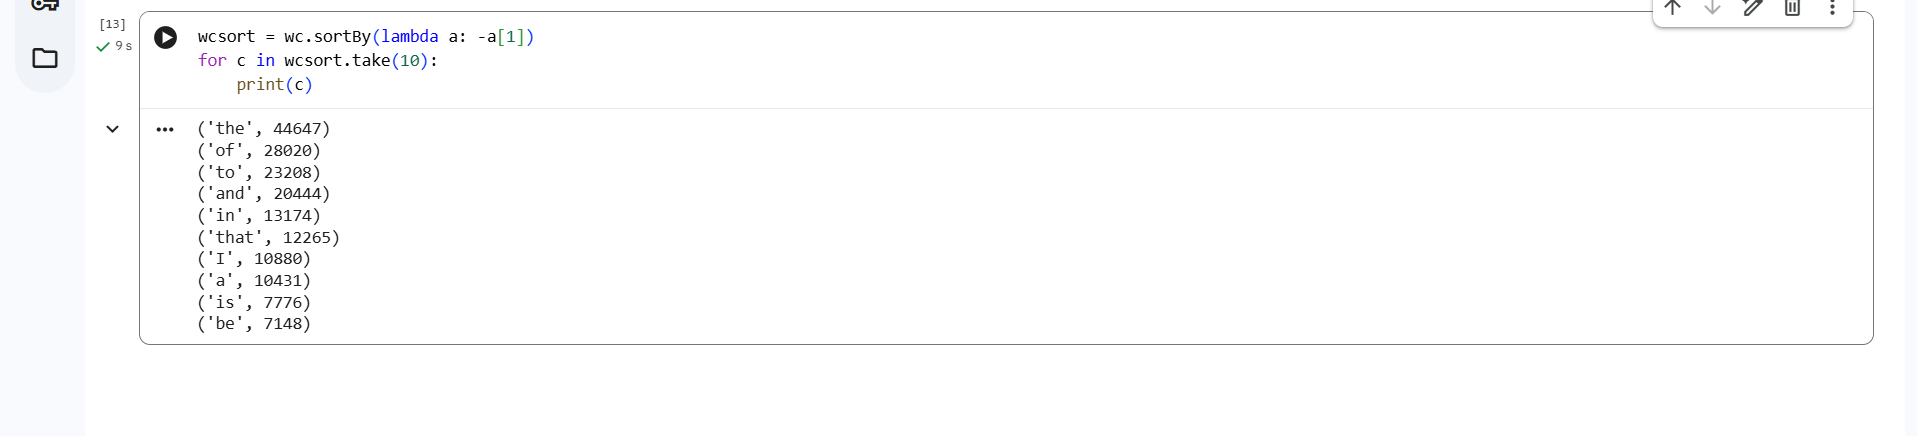 [13]
9 s
wcsort = wc.sortBy(lambda a: -a[1])
for c in wcsort.take(10):
    print(c)
('the', 44647)
('of', 28020)
('to', 23208)
('and', 20444)
('in', 13174)
('that', 12265)
('I', 10880)
('a', 10431)
('is', 7776)
('be', 7148)